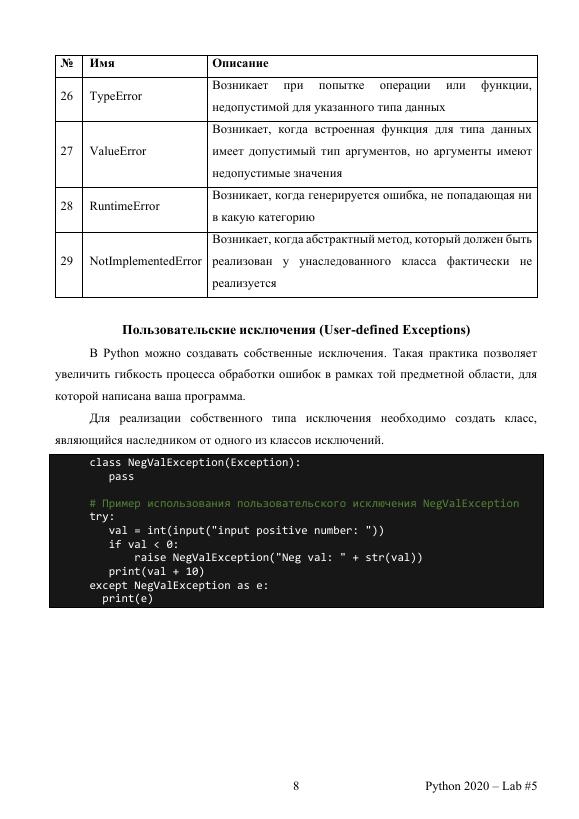 № Имя Описание
26 TypeError Возникает при попытке операции или функции,
недопустимой для указанного типа данных
27 ValueError Возникает, когда встроенная функция для типа данных
имеет допустимый тип аргументов, но аргументы имеют
недопустимые значения
28 RuntimeError Возникает, когда генерируется ошибка, не попадающая ни
в какую категорию
29 NotImplementedError Возникает, когда абстрактный метод, который должен быть
реализован у унаследованного класса фактически не
реализуется
Пользовательские исключения (User-defined Exceptions)
В Python можно создавать собственные исключения. Такая практика позволяет
увеличить гибкость процесса обработки ошибок в рамках той предметной области, для
которой написана ваша программа.
Для реализации собственного типа исключения необходимо создать класс,
являющийся наследником от одного из классов исключений.
class NegValException(Exception):
pass
# Пример использования пользовательского исключения NegValException
try:
val = int(input("input positive number: "))
if val < 0:
raise NegValException("Neg val: " + str(val))
print(val + 10)
except NegValException as e:
print(e)
8 Python 2020 – Lab #5